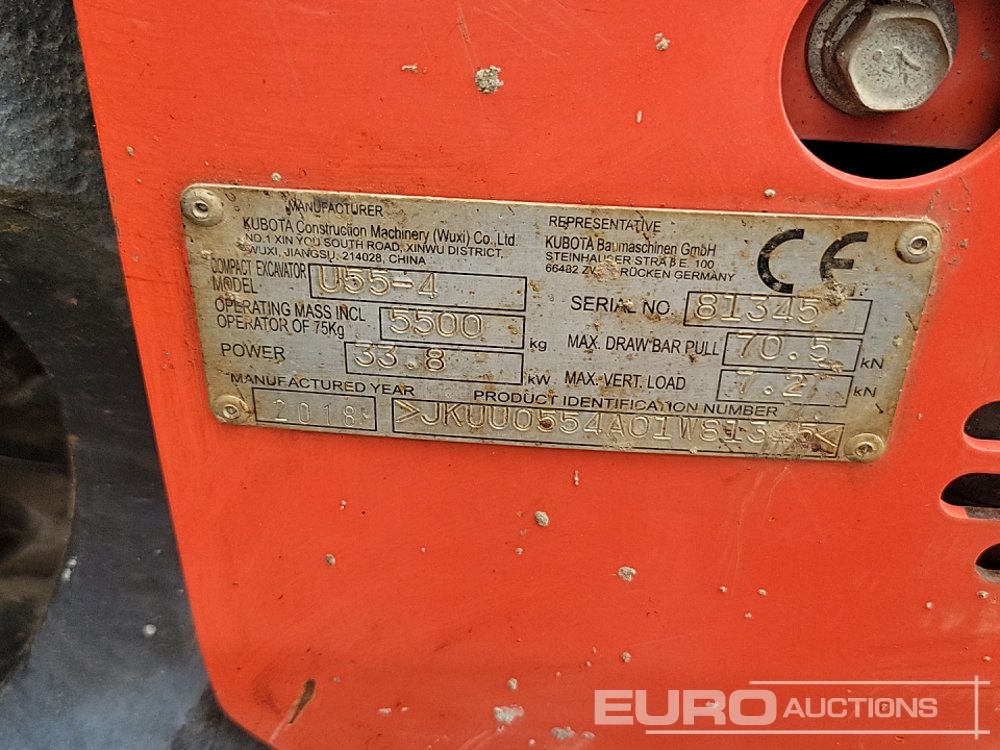 MANUFACTURER
KUBOTA Construction Machinery (Wuxi) Co.,Ltd.
NO.1 XIN YOU SOUTH ROAD, XINWU DISTRICT,
WUXI, JIANGSU, 214028, CHINA
REPRESENTATIVE
KUBOTA Baumaschinen GmbH
STEINHAUSER STRAßE 100
66482 GERMANY
CE
COMPACT EXCAVATOR
MODEL U55-4
SERIAL NO. 81345
OPERATING MASS INCL
OPERATOR OF 75Kg 5500 kg
MAX. DRAW BAR PULL 70.5 kN
POWER 33.8 kW
MAX. VERT. LOAD 7.2 kN
MANUFACTURED YEAR
2018
PRODUCT IDENTIFICATION NUMBER
>JKUU0554A01W81345<
EURO AUCTIONS